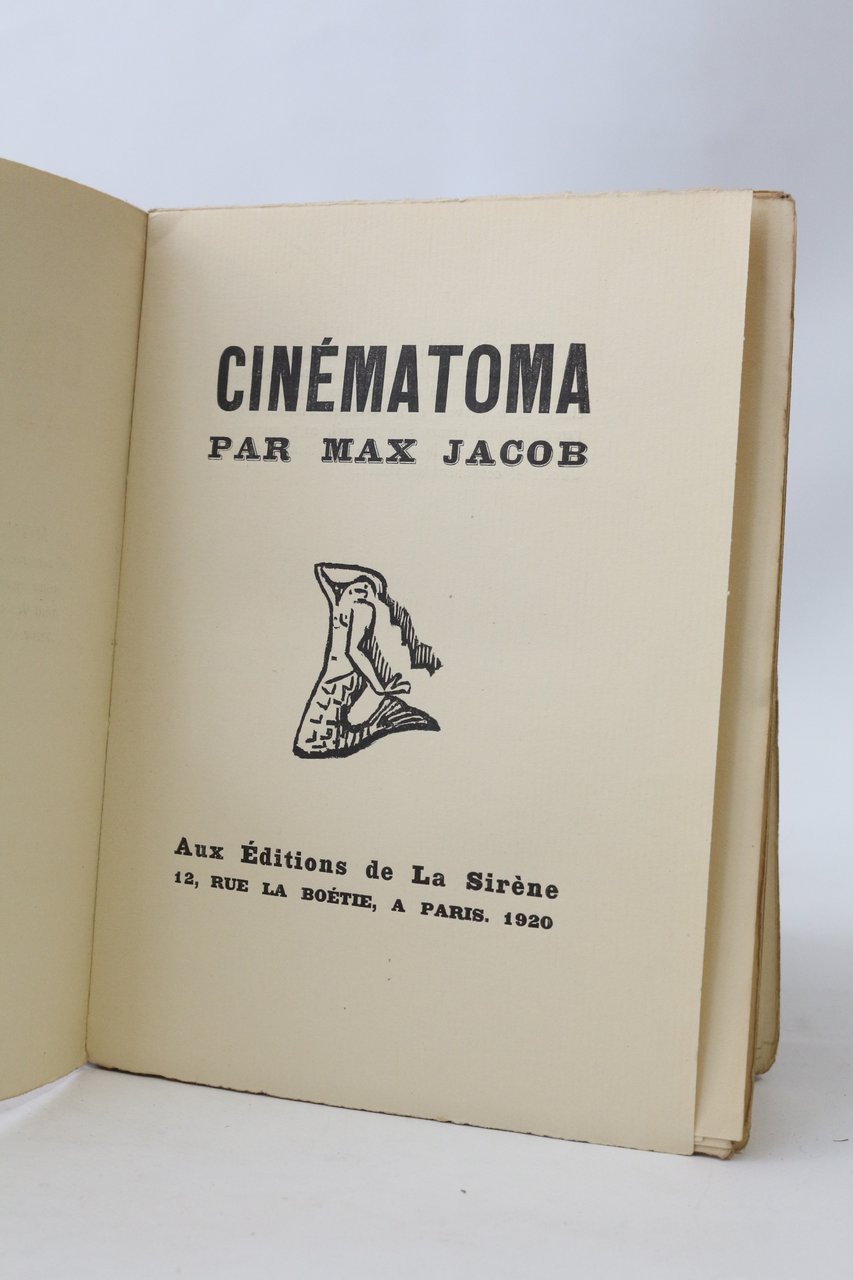 CINÉMATOMA
PAR MAX JACOB
Aux Éditions de La Sirène
12, RUE LA BOÉTIE, A PARIS. 1920